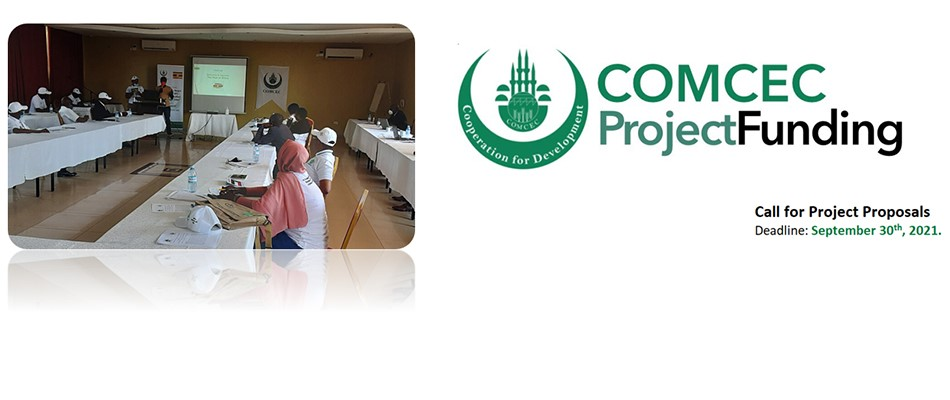 COMCEC
ProjectFunding
COMCEC
Cooperation for Development
Call for Project Proposals
Deadline: September 30th, 2021.